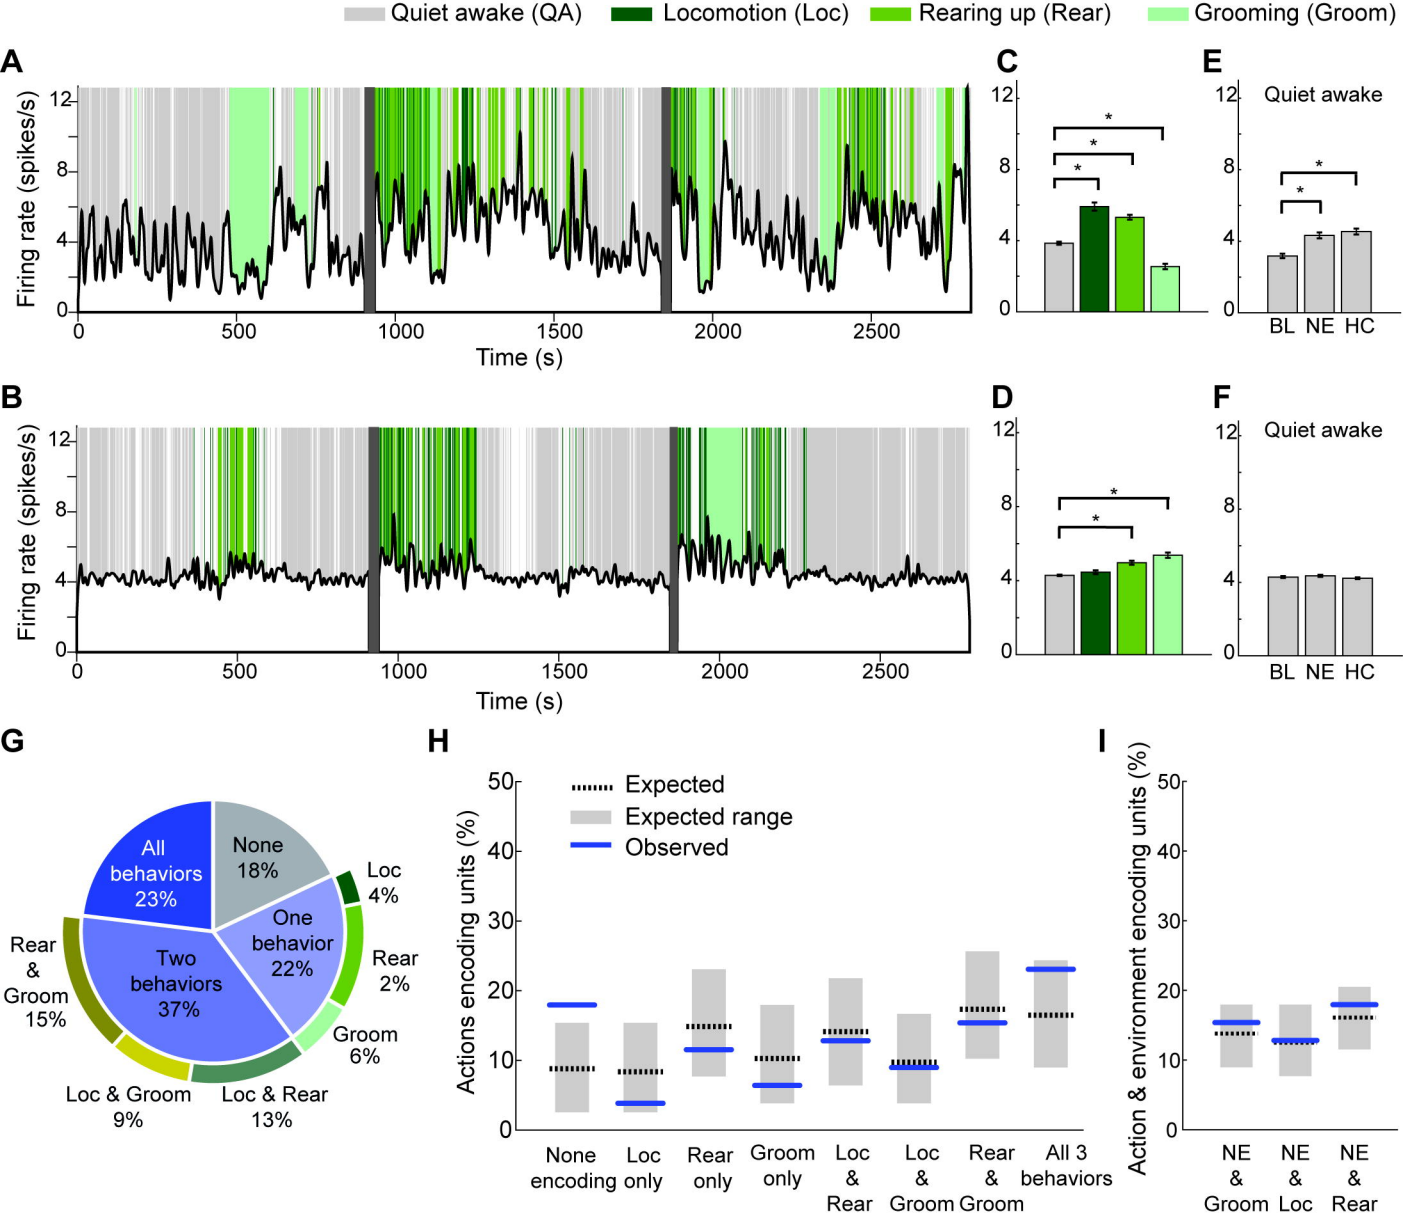 Quiet awake (QA)
Locomotion (Loc)
Rearing up (Rear)
Grooming (Groom)
A
Firing rate (spikes/s)
12
8
4
0
0
500
1000
1500
2000
2500
Time (s)
C
12
8
4
0
*
*
*
E
Quiet awake
12
8
4
0
*
*
BL NE HC
B
Firing rate (spikes/s)
12
8
4
0
0
500
1000
1500
2000
2500
Time (s)
D
12
8
4
0
*
*
F
Quiet awake
12
8
4
0
BL NE HC
G
All
behaviors
23%
None
18%
One
behavior
22%
Two
behaviors
37%
Loc
4%
Rear
2%
Groom
6%
Loc & Rear
13%
Loc & Groom
9%
Rear
&
Groom
15%
H
Actions encoding units (%)
50
40
30
20
10
0
Expected
Expected range
Observed
None
encoding
Loc
only
Rear
only
Groom
only
Loc
&
Rear
Loc
&
Groom
Rear
&
Groom
All 3
behaviors
I
Action & environment encoding units (%)
50
40
30
20
10
0
NE
&
Groom
NE
&
Loc
NE
&
Rear